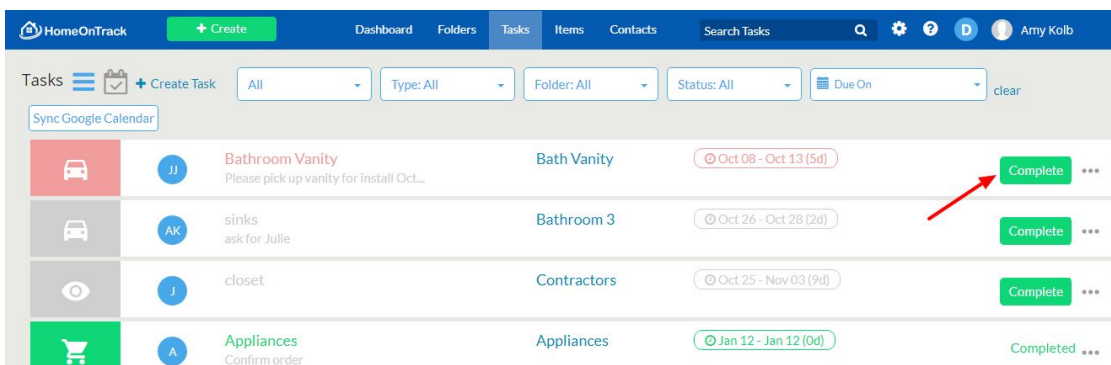 HomeOnTrack + Create Dashboard Folders Tasks Items Contacts Search Tasks D Amy Kolb
Tasks + Create Task All Type: All Folder: All Status: All Due On clear
Sync Google Calendar
JJ Bathroom Vanity Bath Vanity Oct 08 - Oct 13 (5d) Complete
Please pick up vanity for install Oct...
AK sinks Bathroom 3 Oct 26 - Oct 28 (2d) Complete
ask for Julie
J closet Contractors Oct 25 - Nov 03 (9d) Complete
A Appliances Appliances Jan 12 - Jan 12 (0d) Completed
Confirm order